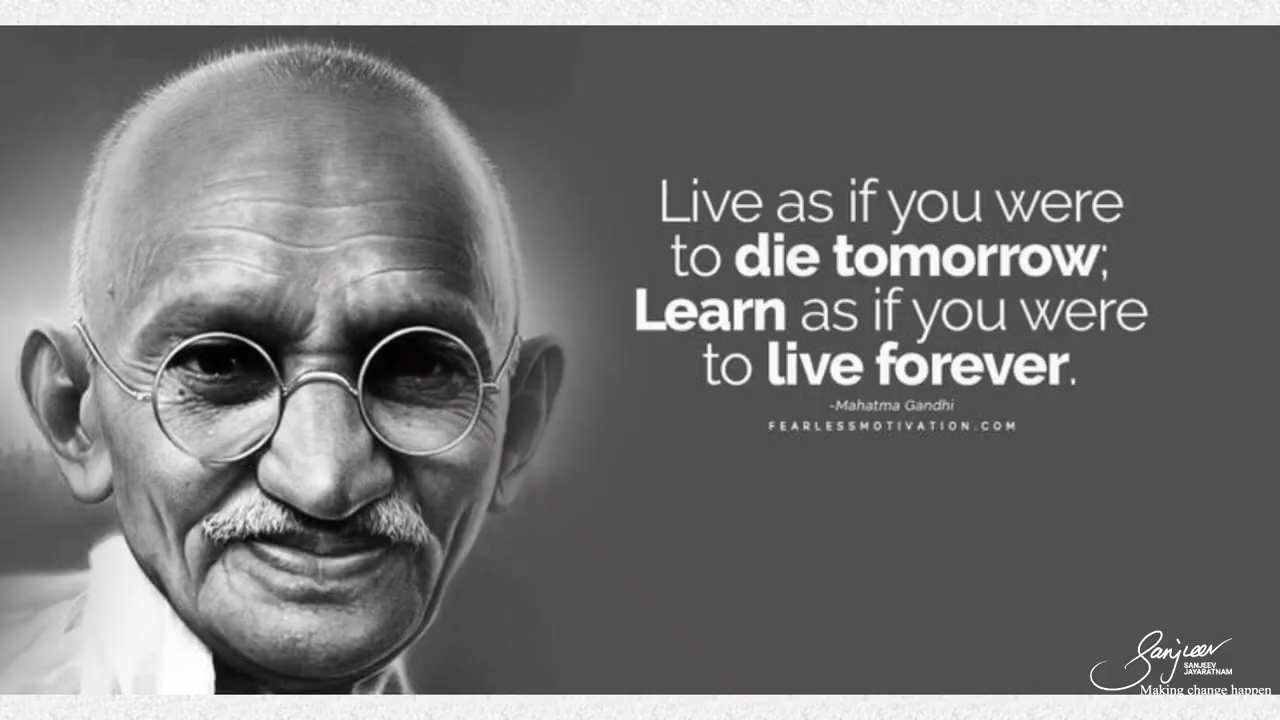 Live as if you were
to die tomorrow;
Learn as if you were
to live forever.
-Mahatma Gandhi
FEARLESSMOTIVATION.COM
Sanjeev
SANJEEV
JAYARATNAM
Making change happen